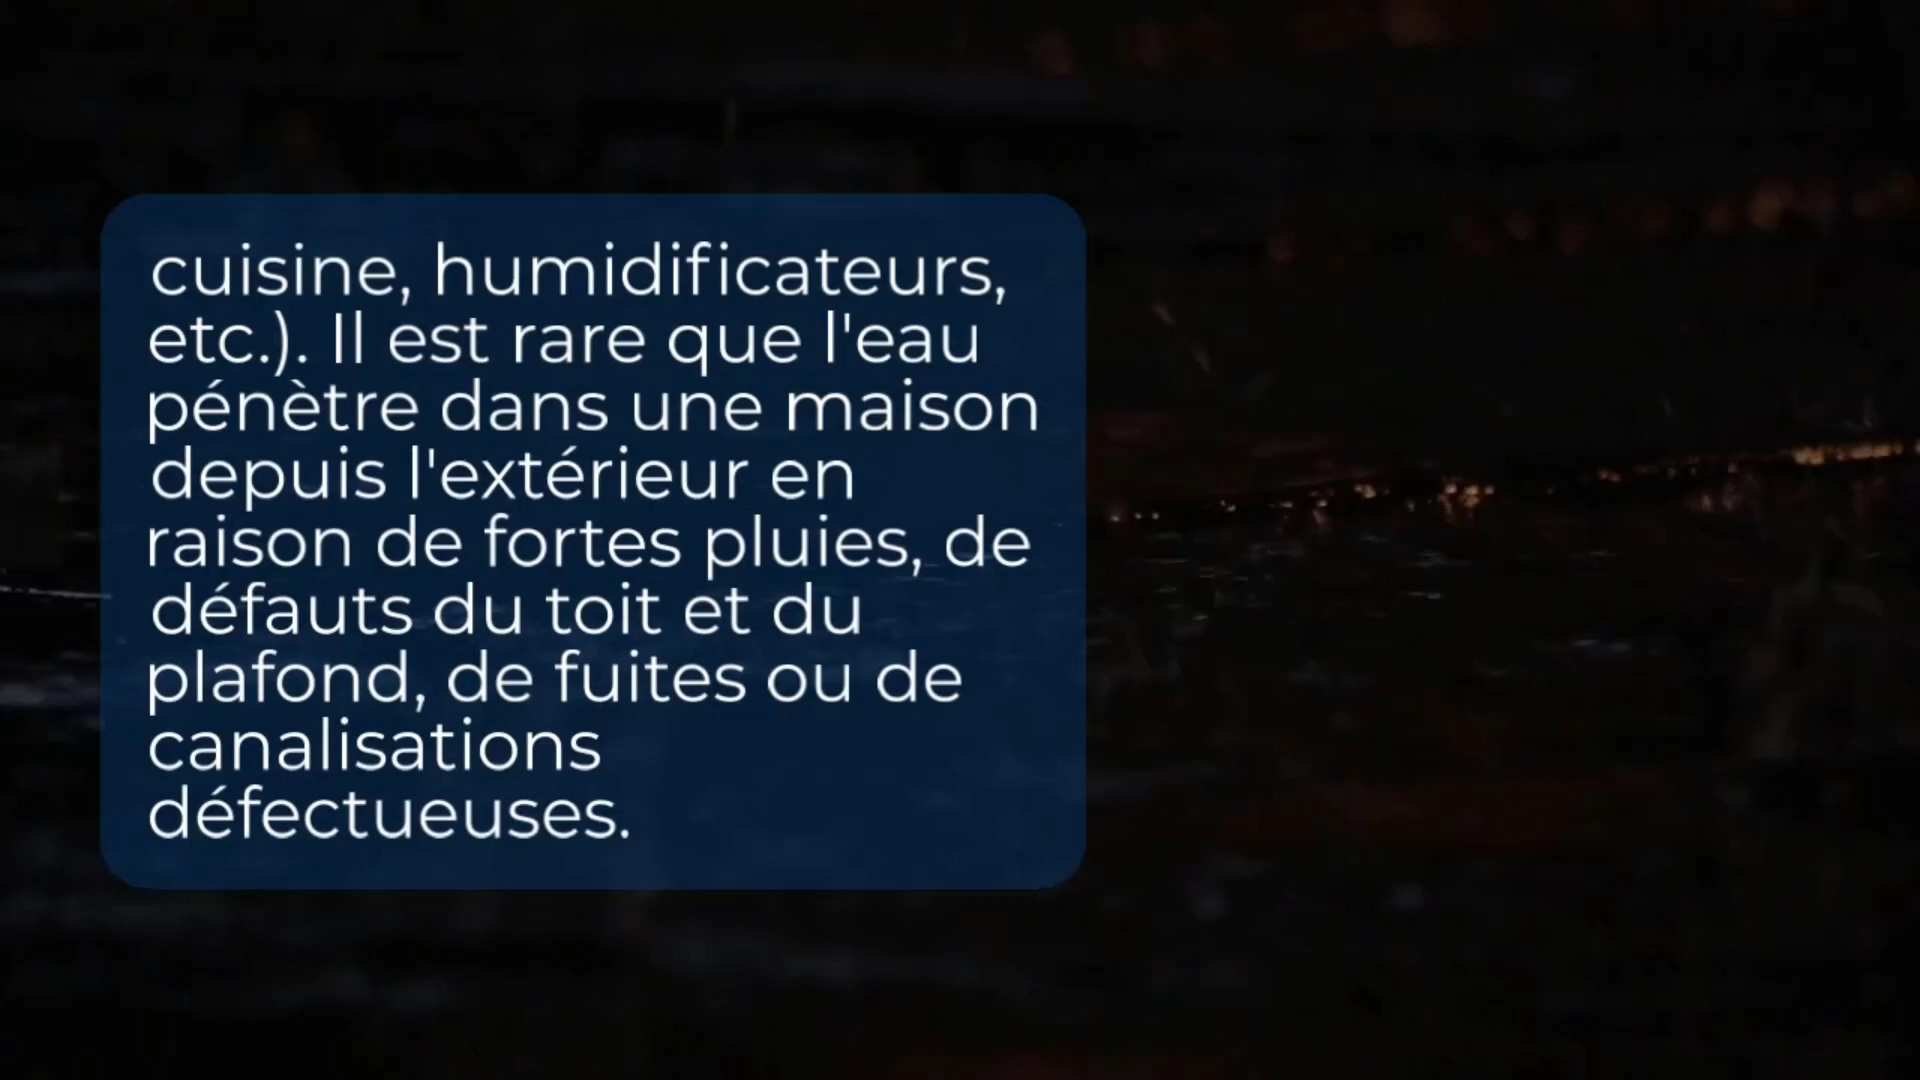 cuisine, humidificateurs,
etc.). Il est rare que l'eau
pénètre dans une maison
depuis l'extérieur en
raison de fortes pluies, de
défauts du toit et du
plafond, de fuites ou de
canalisations
défectueuses.